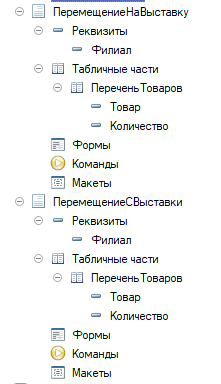 ПеремещениеНаВыставку
Реквизиты
Филиал
Табличные части
ПереченьТоваров
Товар
Количество
Формы
Команды
Макеты
ПеремещениеСВыставки
Реквизиты
Филиал
Табличные части
ПереченьТоваров
Товар
Количество
Формы
Команды
Макеты